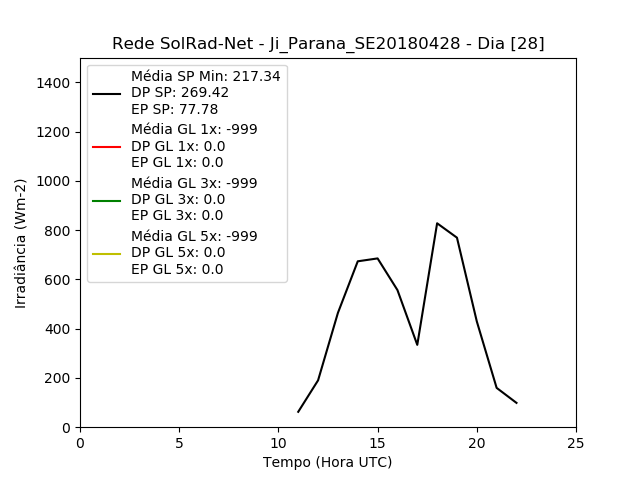 Rede SolRad-Net - Ji_Parana_SE20180428 - Dia [28]
Média SP Min: 217.34
DP SP: 269.42
EP SP: 77.78
Média GL 1x: -999
DP GL 1x: 0.0
EP GL 1x: 0.0
Média GL 3x: -999
DP GL 3x: 0.0
EP GL 3x: 0.0
Média GL 5x: -999
DP GL 5x: 0.0
EP GL 5x: 0.0
Irradiância (Wm-2)
1400
1200
1000
800
600
400
200
0
0 5 10 15 20 25
Tempo (Hora UTC)